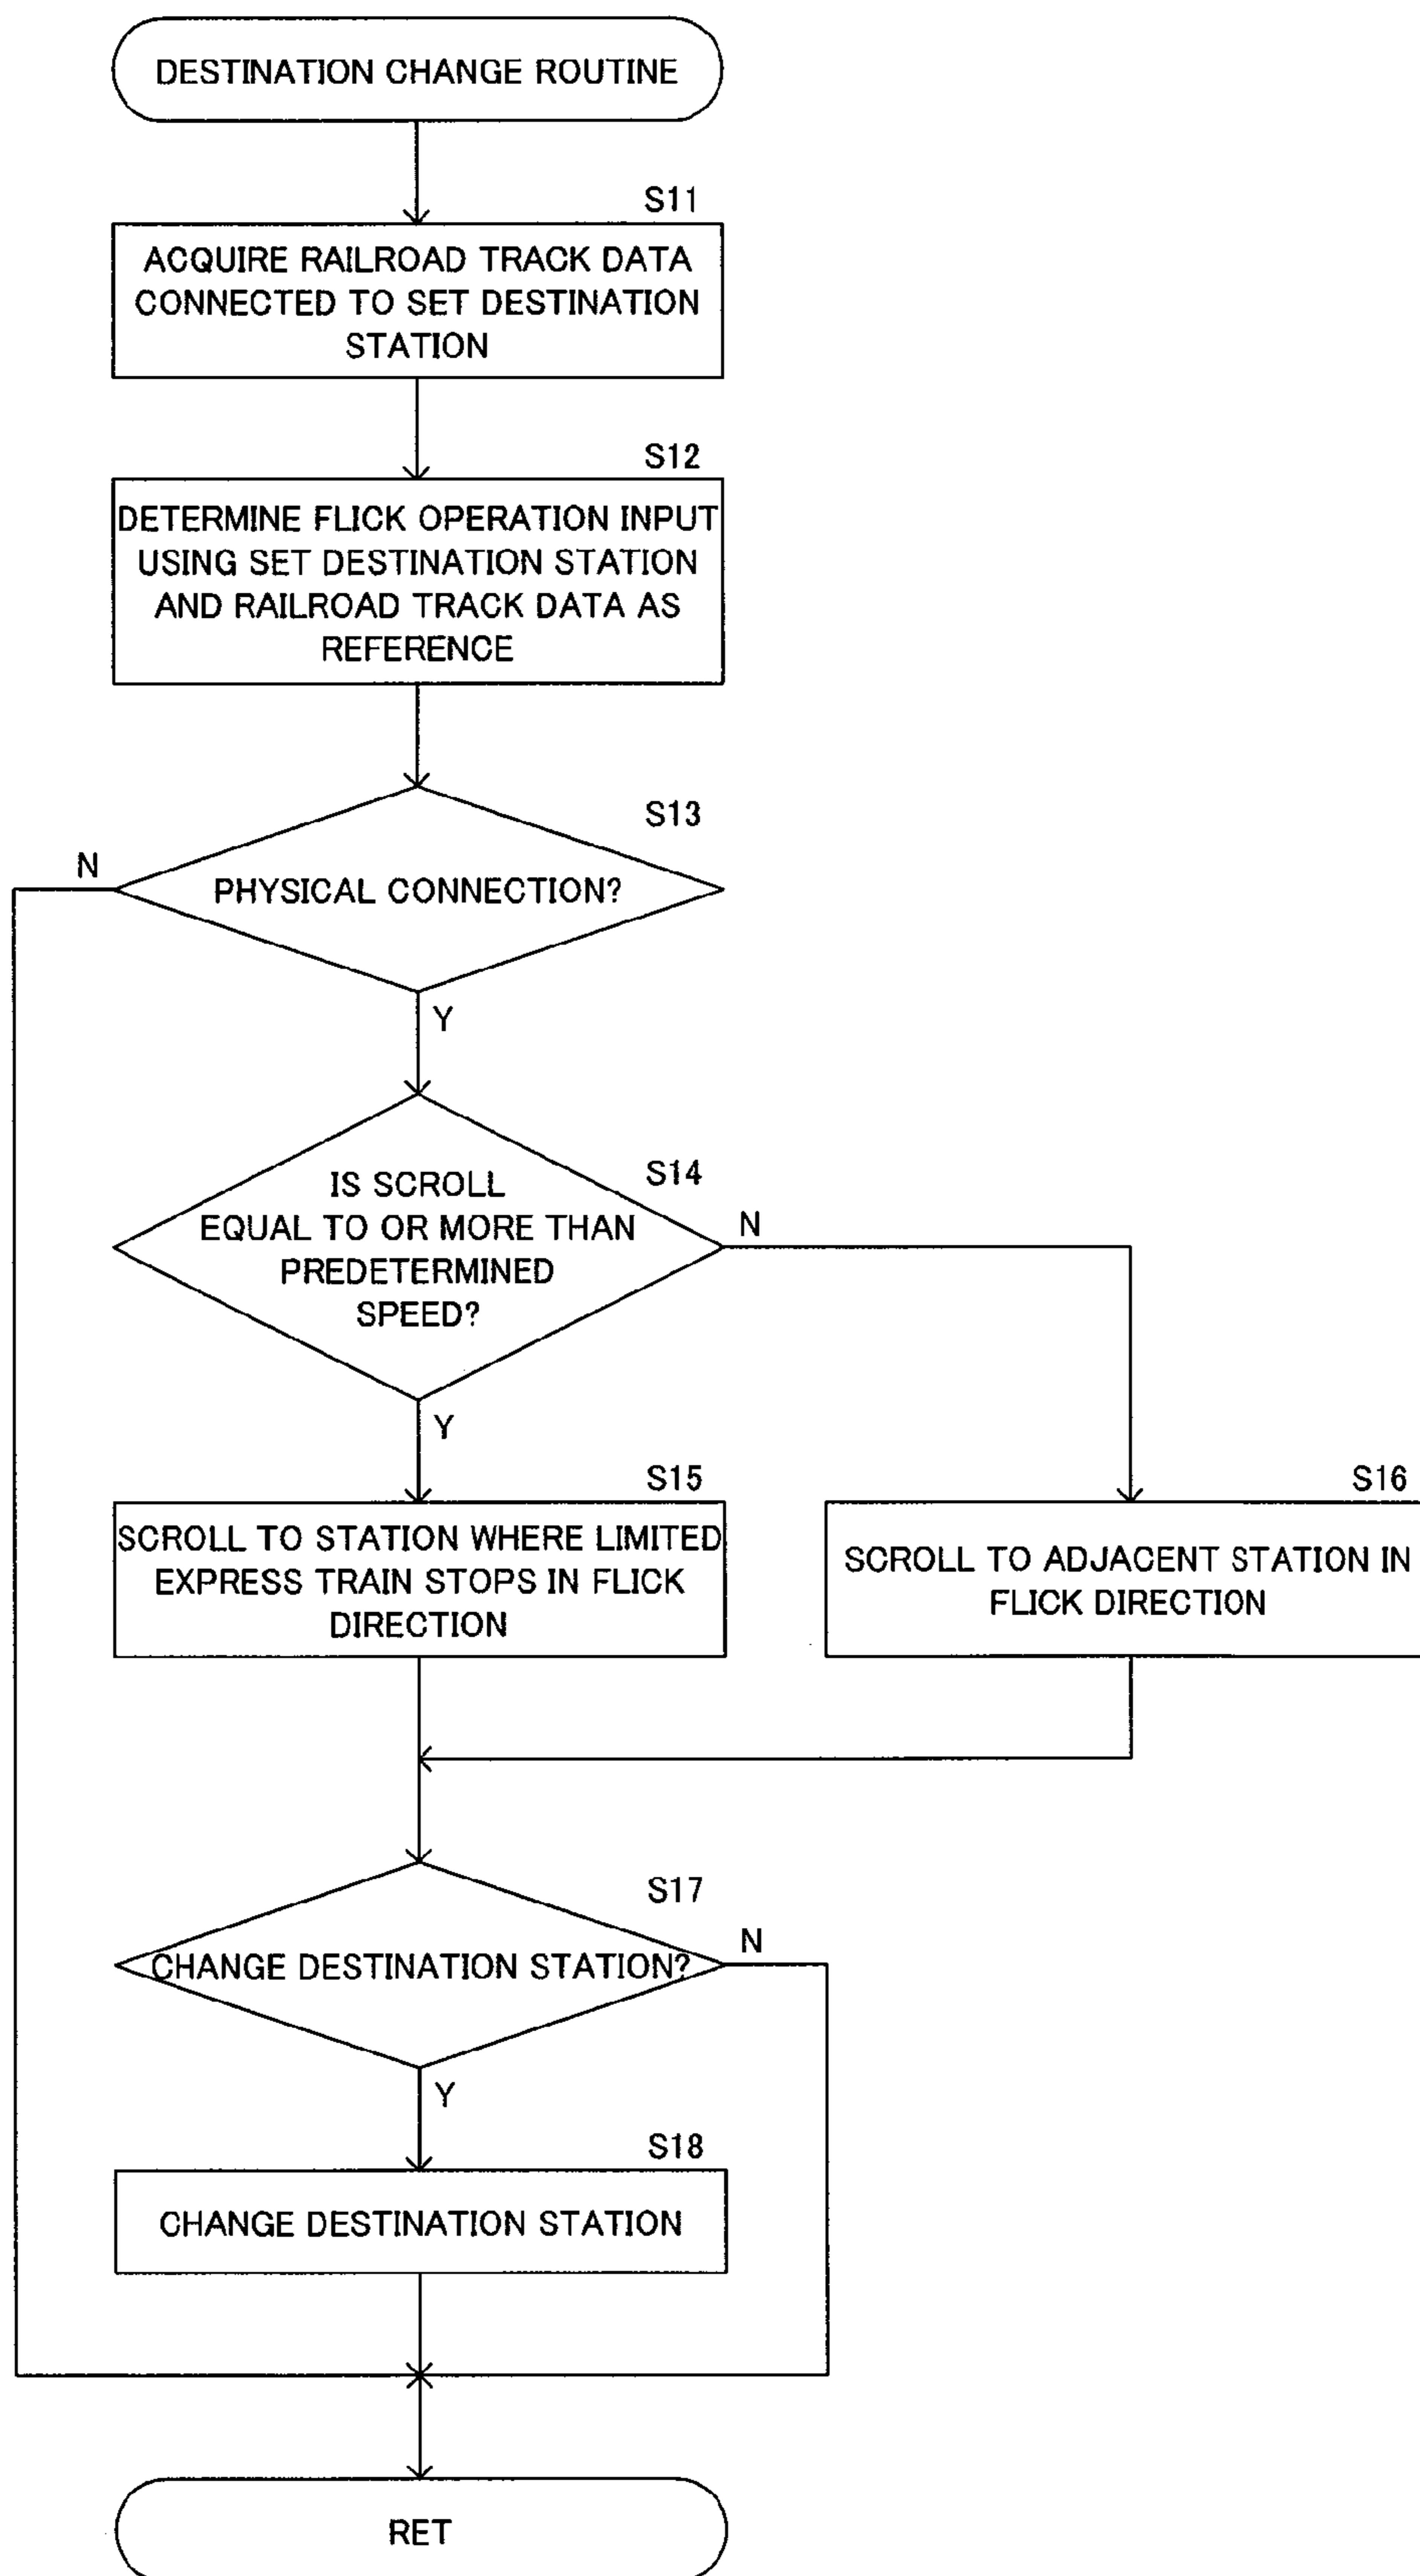 DESTINATION CHANGE ROUTINE
S11
ACQUIRE RAILROAD TRACK DATA
CONNECTED TO SET DESTINATION
STATION
S12
DETERMINE FLICK OPERATION INPUT
USING SET DESTINATION STATION
AND RAILROAD TRACK DATA AS
REFERENCE
S13
N
PHYSICAL CONNECTION?
Y
S14
IS SCROLL
EQUAL TO OR MORE THAN
PREDETERMINED
SPEED?
N
Y
S15
SCROLL TO STATION WHERE LIMITED
EXPRESS TRAIN STOPS IN FLICK
DIRECTION
S16
SCROLL TO ADJACENT STATION IN
FLICK DIRECTION
S17
CHANGE DESTINATION STATION?
N
Y
S18
CHANGE DESTINATION STATION
RET